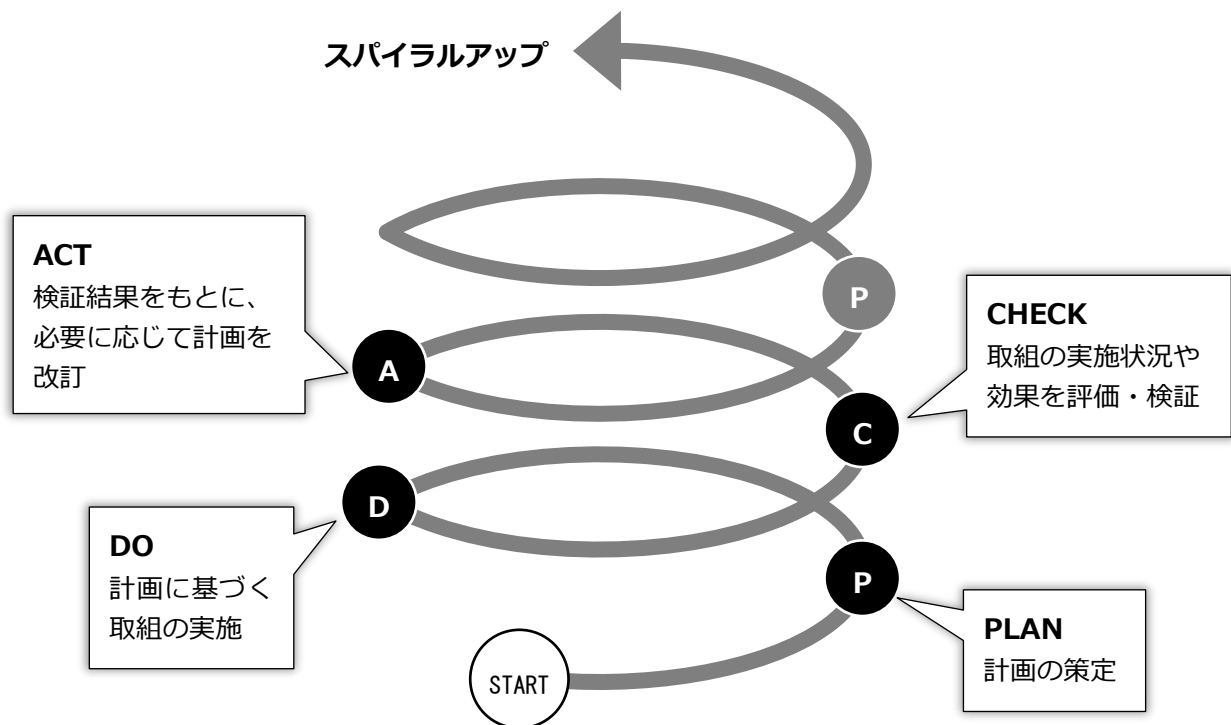 スパイラルアップ
ACT
検証結果をもとに、
必要に応じて計画を
改訂
P
CHECK
取組の実施状況や
効果を評価・検証
A
C
D
DO
計画に基づく
取組の実施
P
PLAN
計画の策定
START